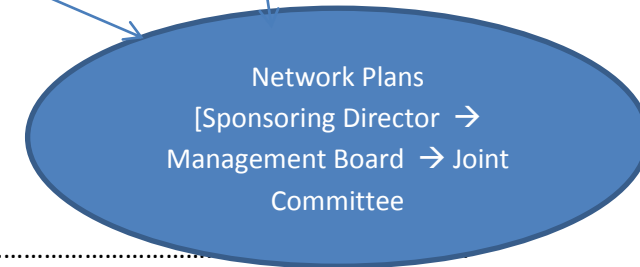 Network Plans
[Sponsoring Director →
Management Board → Joint
Committee